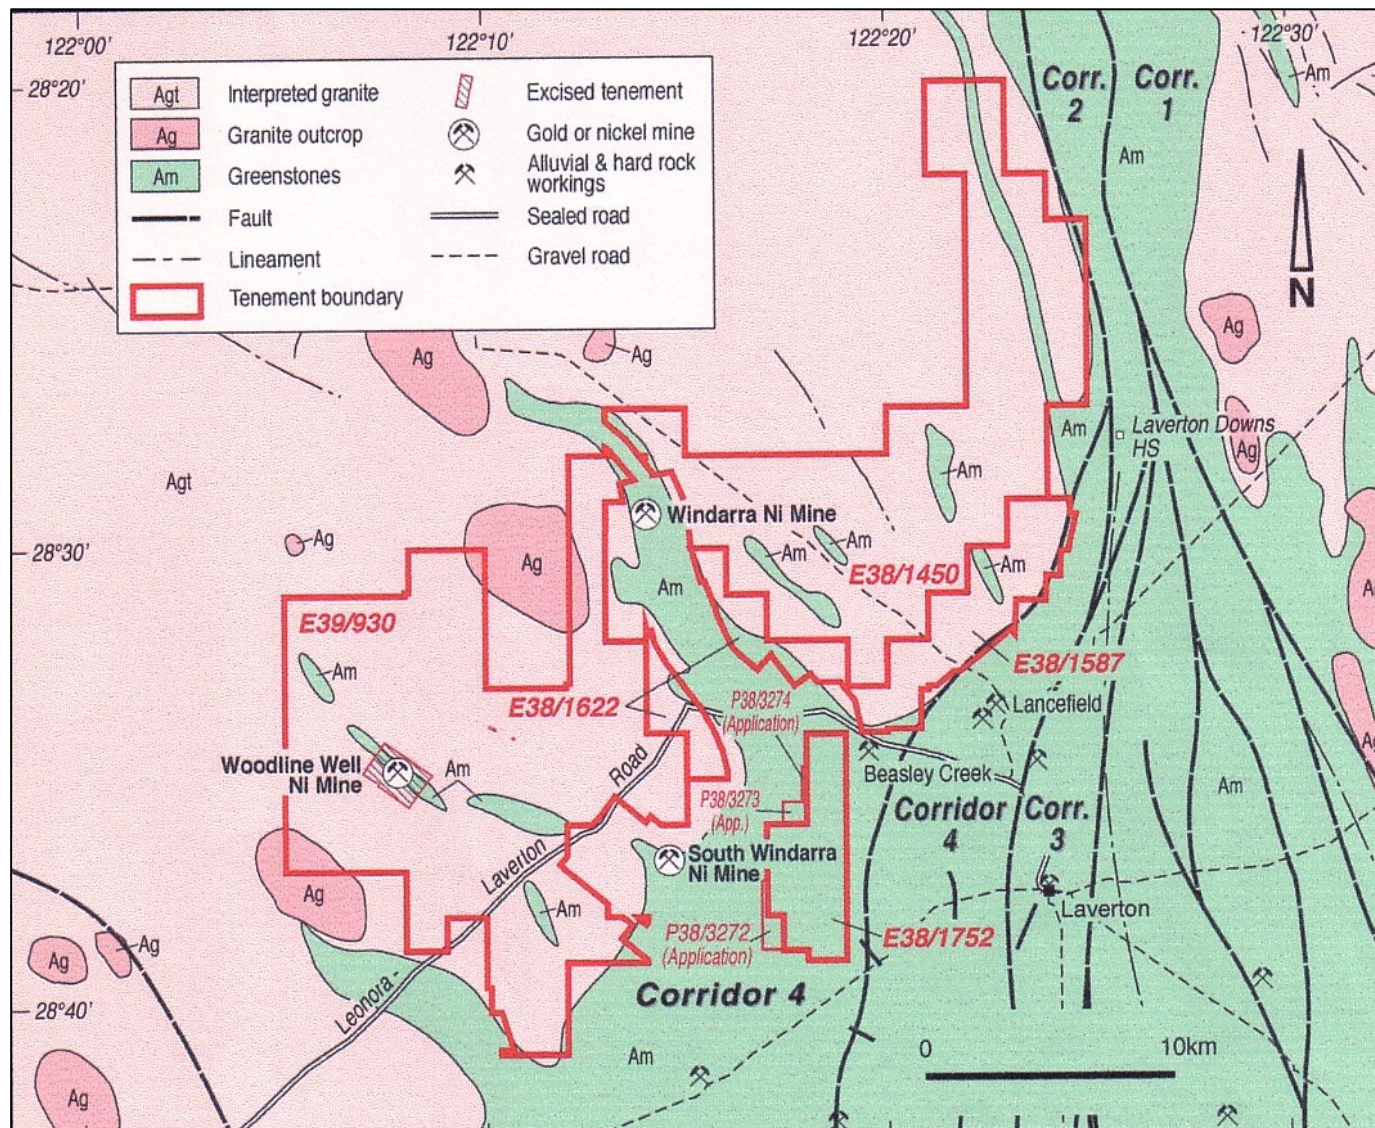 122°00'
122°10'
122°20'
122°30'
28°20'
Agt
Interpreted granite
Ag
Granite outcrop
Am
Greenstones
Fault
Lineament
Tenement boundary
Excised tenement
Gold or nickel mine
Alluvial & hard rock
workings
Sealed road
Gravel road
Corr.
2
Corr.
1
Am
Am
N
Ag
Ag
Ag
Am
Laverton Downs
HS
Ag
Agt
Am
Windarra Ni Mine
28°30'
Ag
Ag
Am
Am
E38/1450
Am
Am
E39/930
Am
E38/1587
E38/1622
P38/3274
(Application)
Lancefield
Woodline Well
Ni Mine
Am
Road
Beasley Creek
Am
P38/3273
(App.)
Corridor
4
Corr.
3
South Windarra
Ni Mine
Laverton
Ag
Am
Laverton
P38/3272
(Application)
E38/1752
Ag
Ag
Corridor 4
28°40'
Leonora -
Am
0
10km
Ag